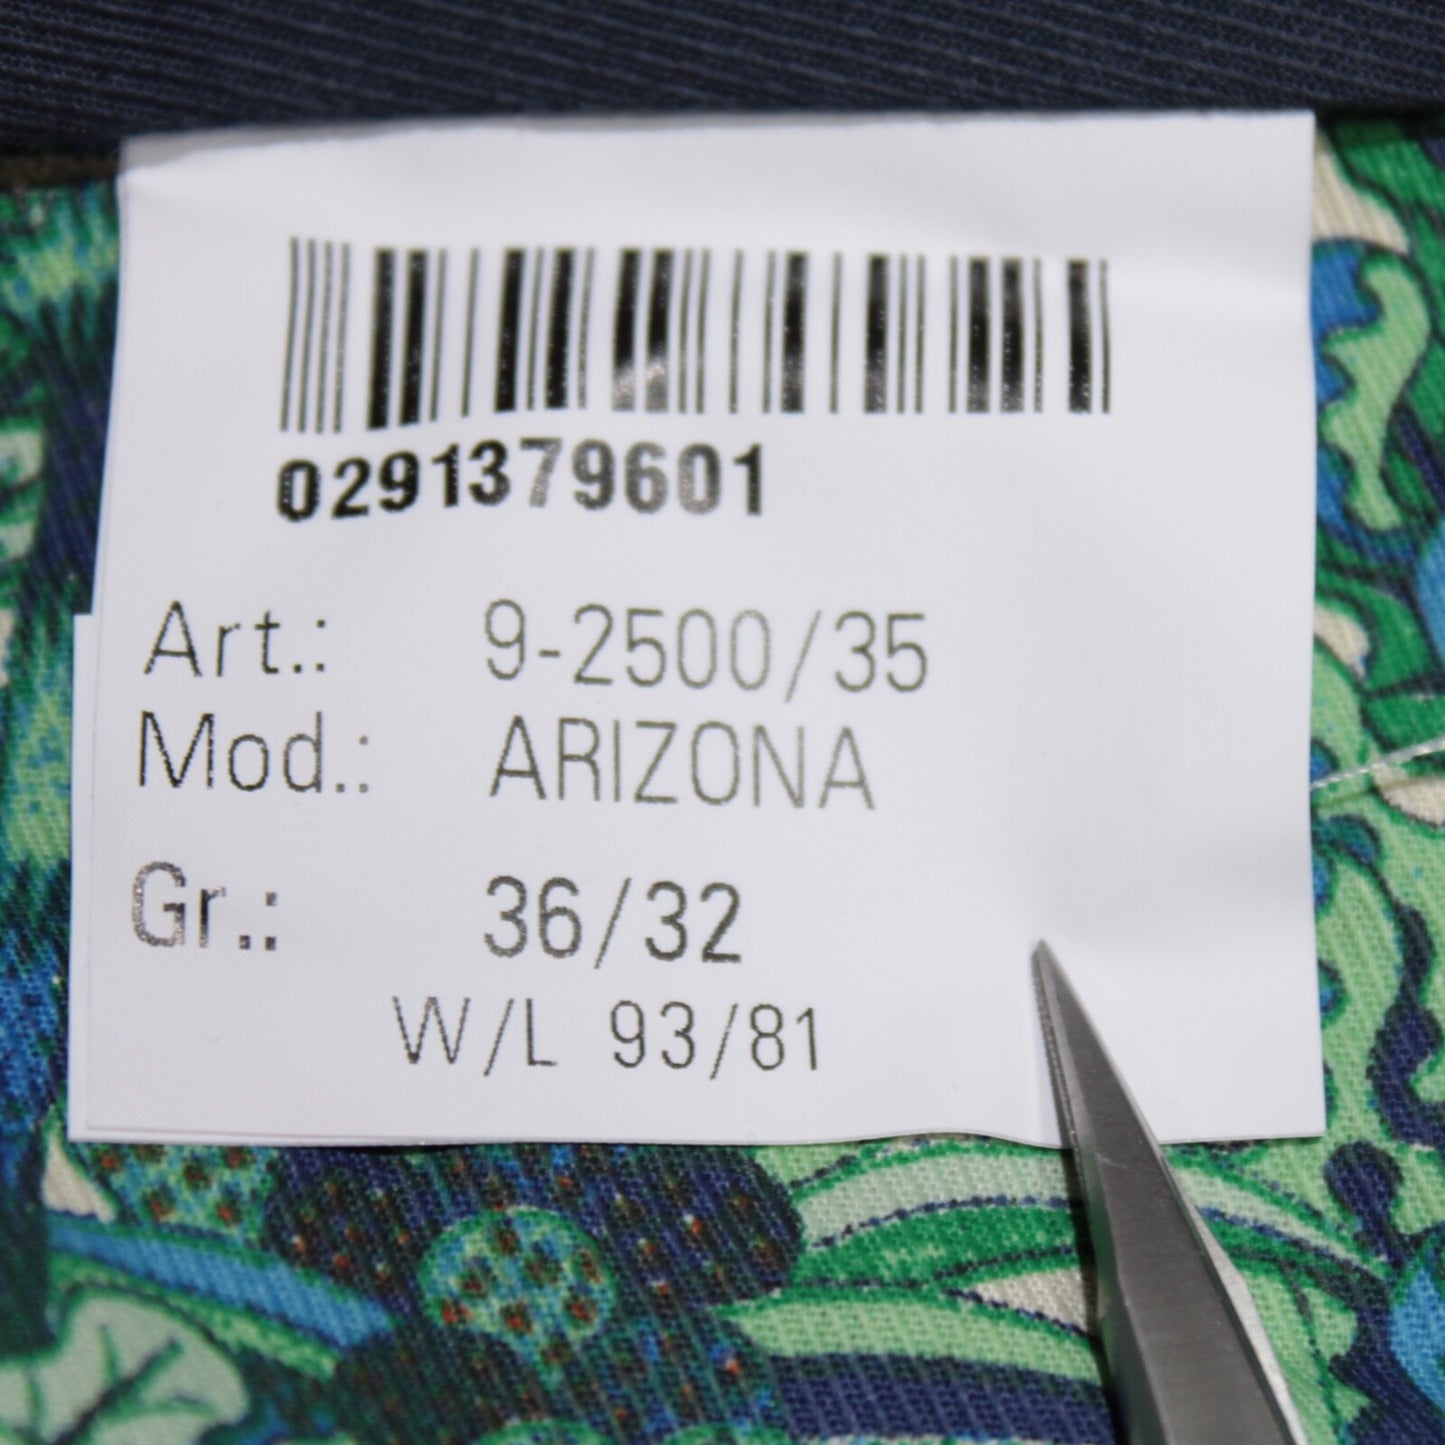 0291379601
Art.: 9-2500/35
Mod.: ARIZONA
Gr.: 36/32
W/L 93/81